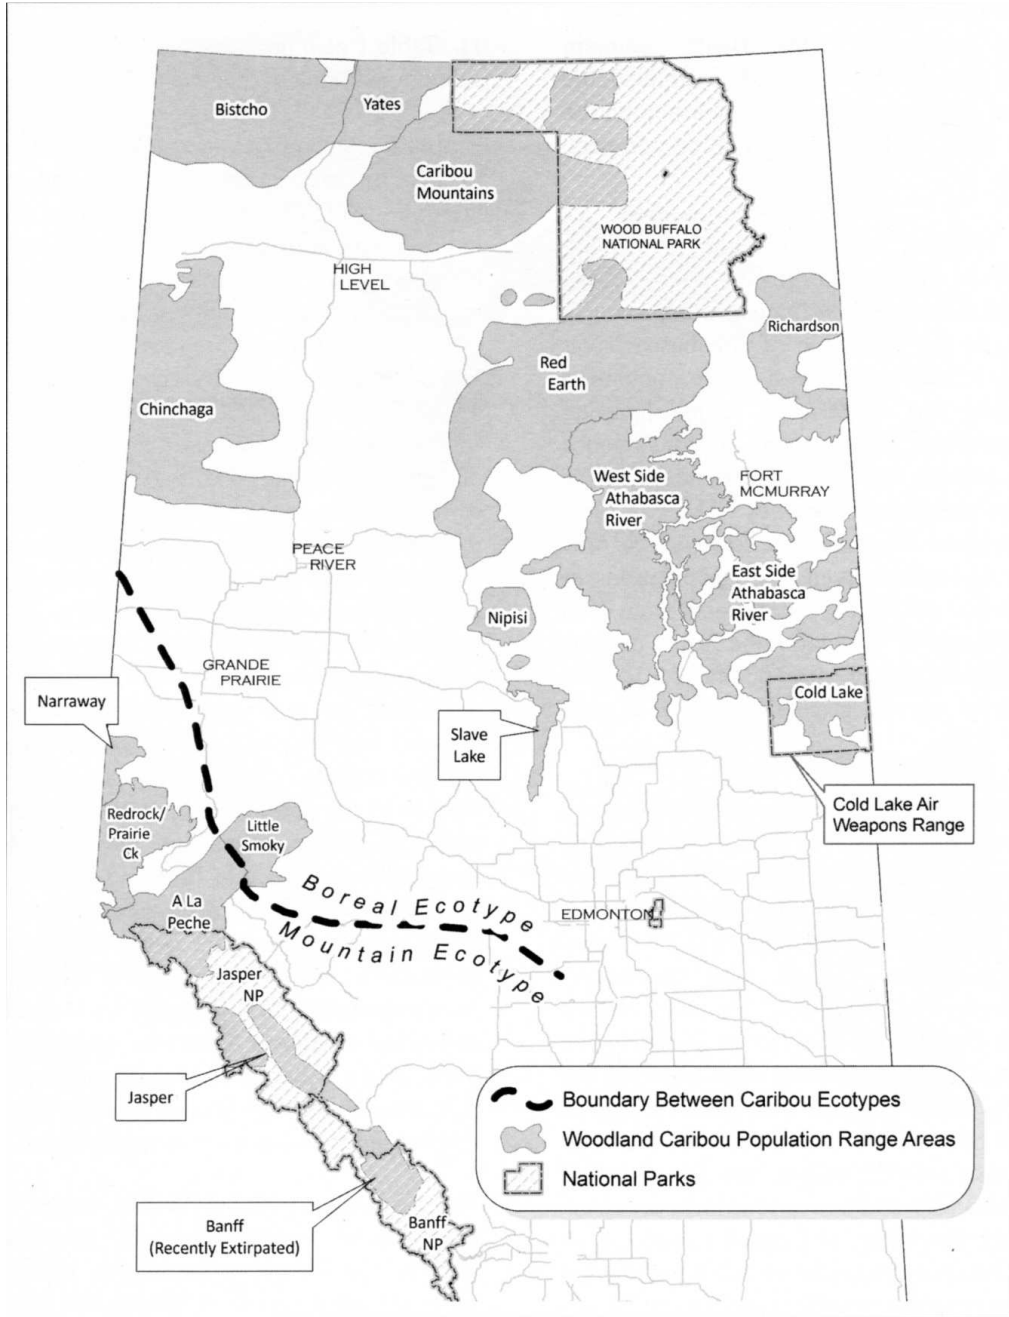 Bistcho
Yates
Caribou
Mountains
WOOD BUFFALO
NATIONAL PARK
HIGH
LEVEL
Richardson
Red
Earth
Chinchaga
West Side
Athabasca
River
FORT
MCMURRAY
PEACE
RIVER
East Side
Athabasca
River
Nipisi
GRANDE
PRAIRIE
Narraway
Cold Lake
Slave
Lake
Cold Lake Air
Weapons Range
Redrock/
Prairie
Ck
Little
Smoky
A La
Peche
Boreal Ecotype
Mountain Ecotype
EDMONTON
Jasper
NP
Jasper
Boundary Between Caribou Ecotypes
Woodland Caribou Population Range Areas
National Parks
Banff
(Recently Extirpated)
Banff
NP